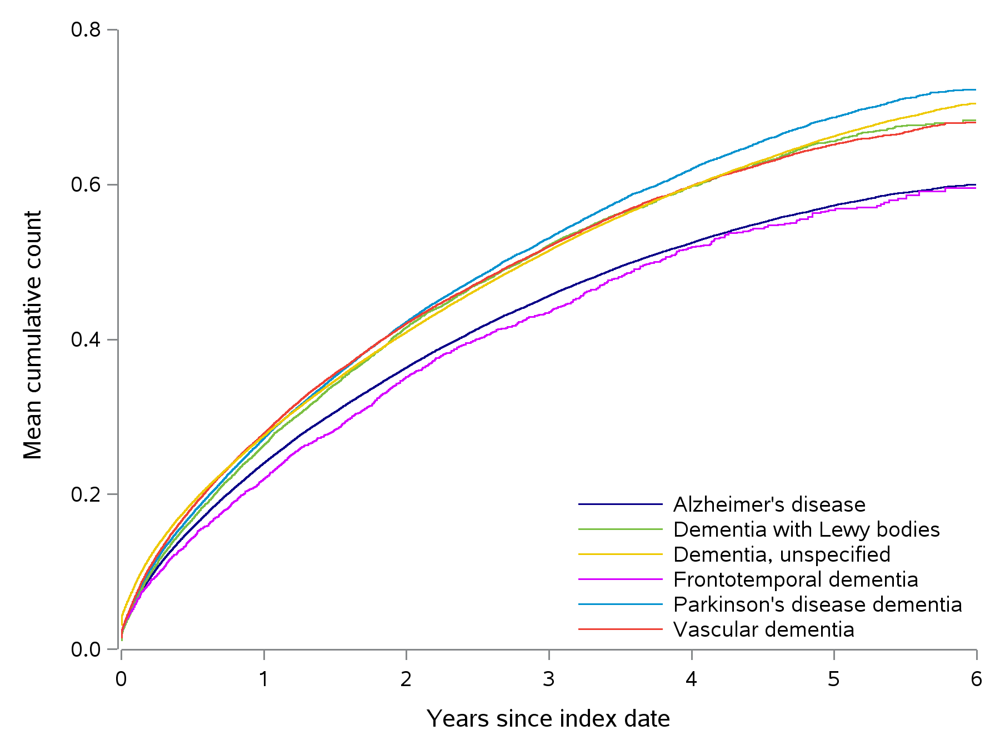 0.8
0.6
0.4
0.2
0.0
Mean cumulative count
Alzheimer's disease
Dementia with Lewy bodies
Dementia, unspecified
Frontotemporal dementia
Parkinson's disease dementia
Vascular dementia
0 1 2 3 4 5 6
Years since index date